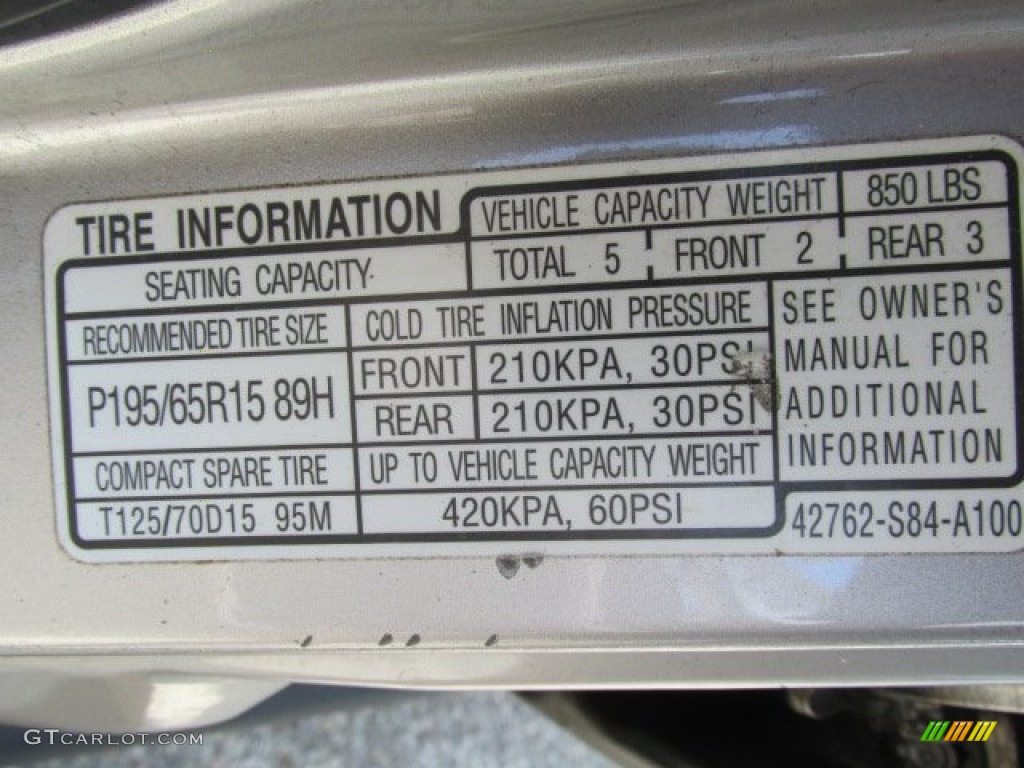 TIRE INFORMATION
VEHICLE CAPACITY WEIGHT 850 LBS
SEATING CAPACITY TOTAL 5 FRONT 2 REAR 3
RECOMMENDED TIRE SIZE COLD TIRE INFLATION PRESSURE
P195/65R15 89H
FRONT 210KPA, 30PSI
REAR 210KPA, 30PSI
SEE OWNER'S
MANUAL FOR
ADDITIONAL
INFORMATION
COMPACT SPARE TIRE UP TO VEHICLE CAPACITY WEIGHT
T125/70D15 95M 420KPA, 60PSI
42762-S84-A100
GTCARLOT.COM